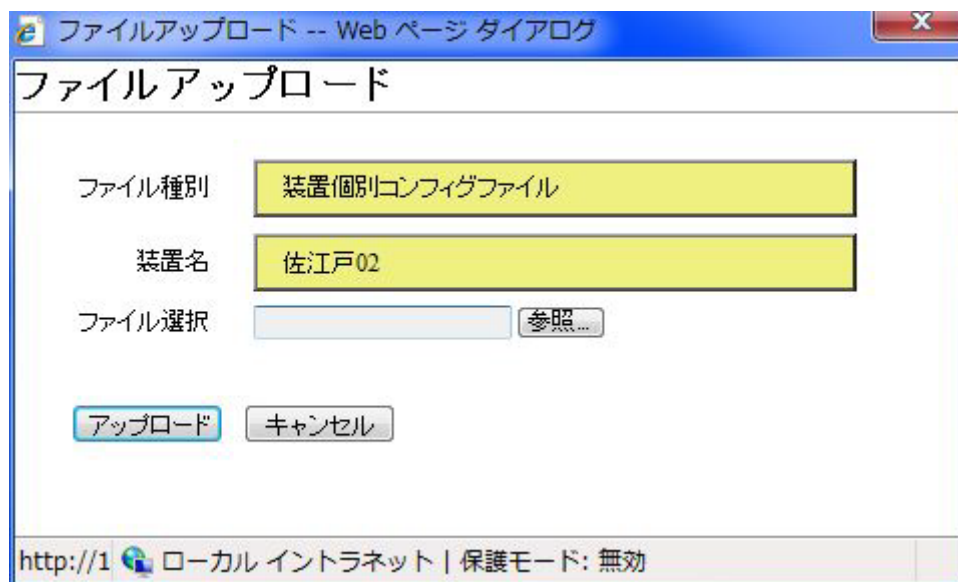 ファイルアップロード -- Web ページ ダイアログ
ファイルアップロード
ファイル種別 装置個別コンフィグファイル
装置名 佐江戸02
ファイル選択 参照...
アップロード キャンセル
http://1 ローカル イントラネット | 保護モード: 無効